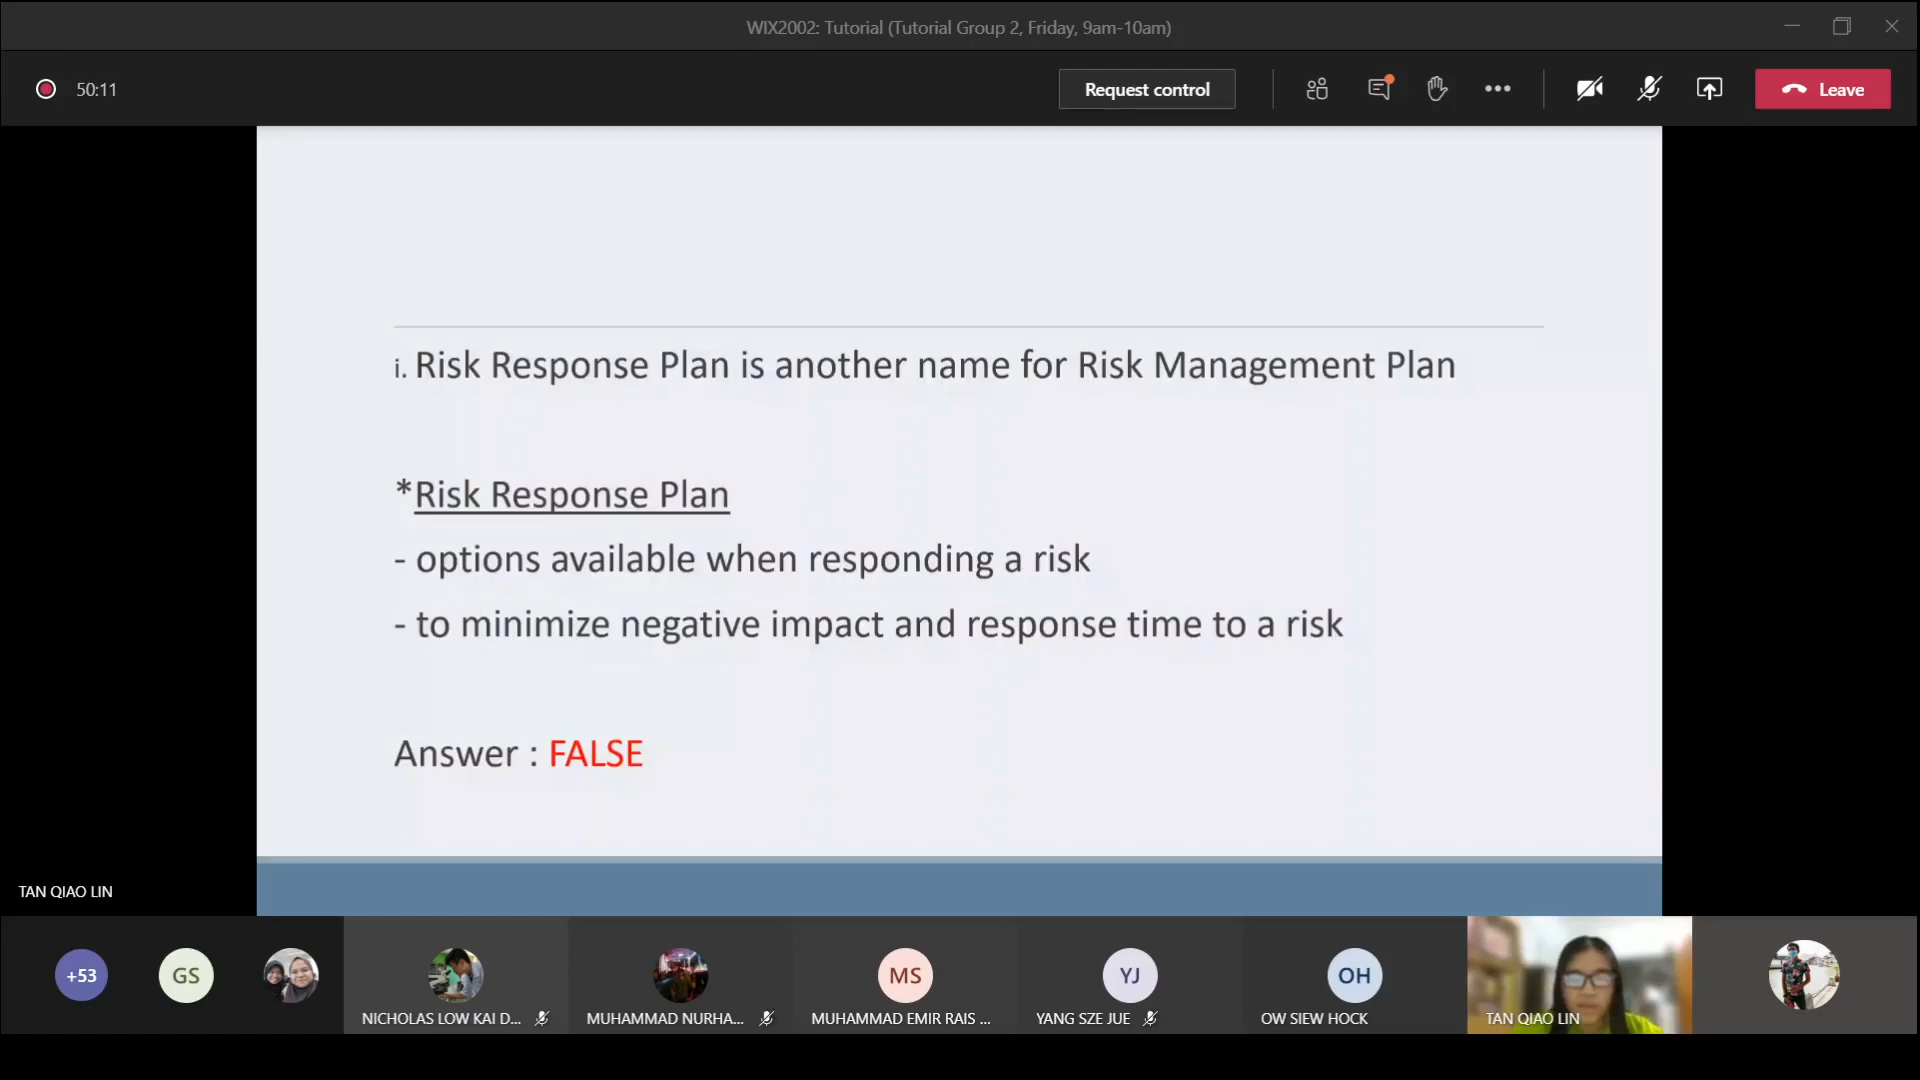 WIX2002: Tutorial (Tutorial Group 2, Friday, 9am-10am)
50:11
Request control
Leave
i. Risk Response Plan is another name for Risk Management Plan
*Risk Response Plan
- options available when responding a risk
- to minimize negative impact and response time to a risk
Answer : FALSE
TAN QIAO LIN
+53
GS
MS
YJ
OH
NICHOLAS LOW KAI D...
MUHAMMAD NURHA...
MUHAMMAD EMIR RAIS ...
YANG SZE JUE
OW SIEW HOCK
TAN QIAO LIN